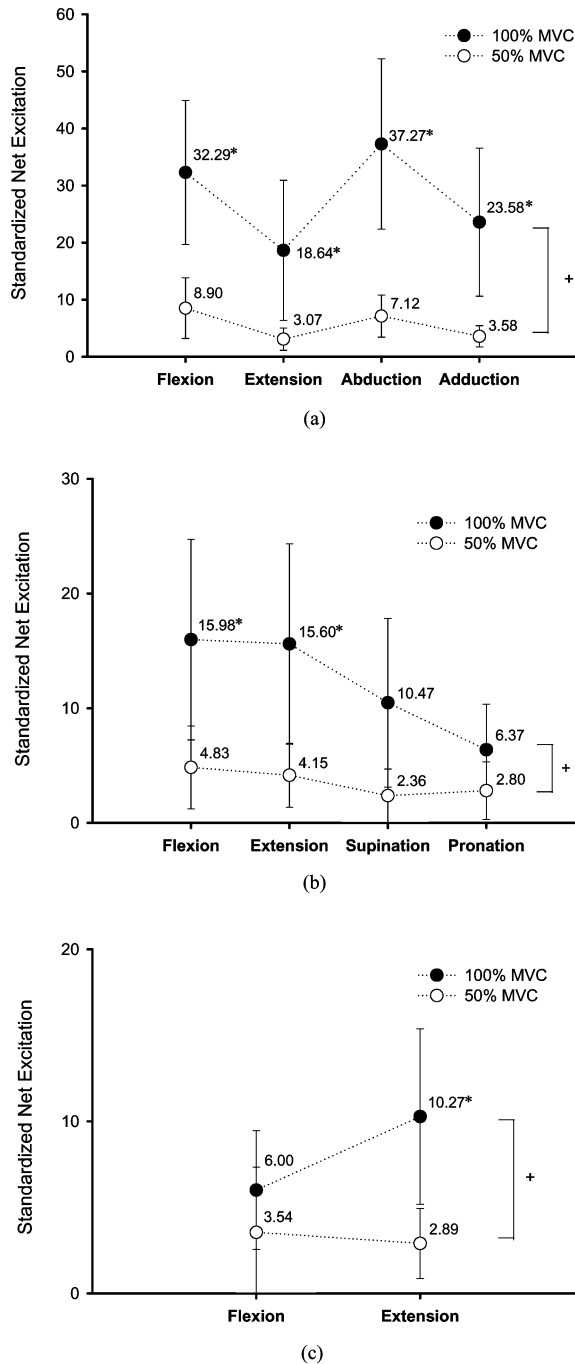 60
100% MVC
50% MVC
50
Standardized Net Excitation
40
37.27*
32.29*
30
23.58*
20
18.64*
+
10
8.90
7.12
3.07
3.58
0
Flexion Extension Abduction Adduction
(a)
30
100% MVC
50% MVC
Standardized Net Excitation
20
15.98*
15.60*
10
10.47
6.37
+
4.83
4.15
2.36
2.80
0
Flexion Extension Supination Pronation
(b)
20
100% MVC
50% MVC
Standardized Net Excitation
10
10.27*
6.00
+
3.54
2.89
0
Flexion Extension
(c)